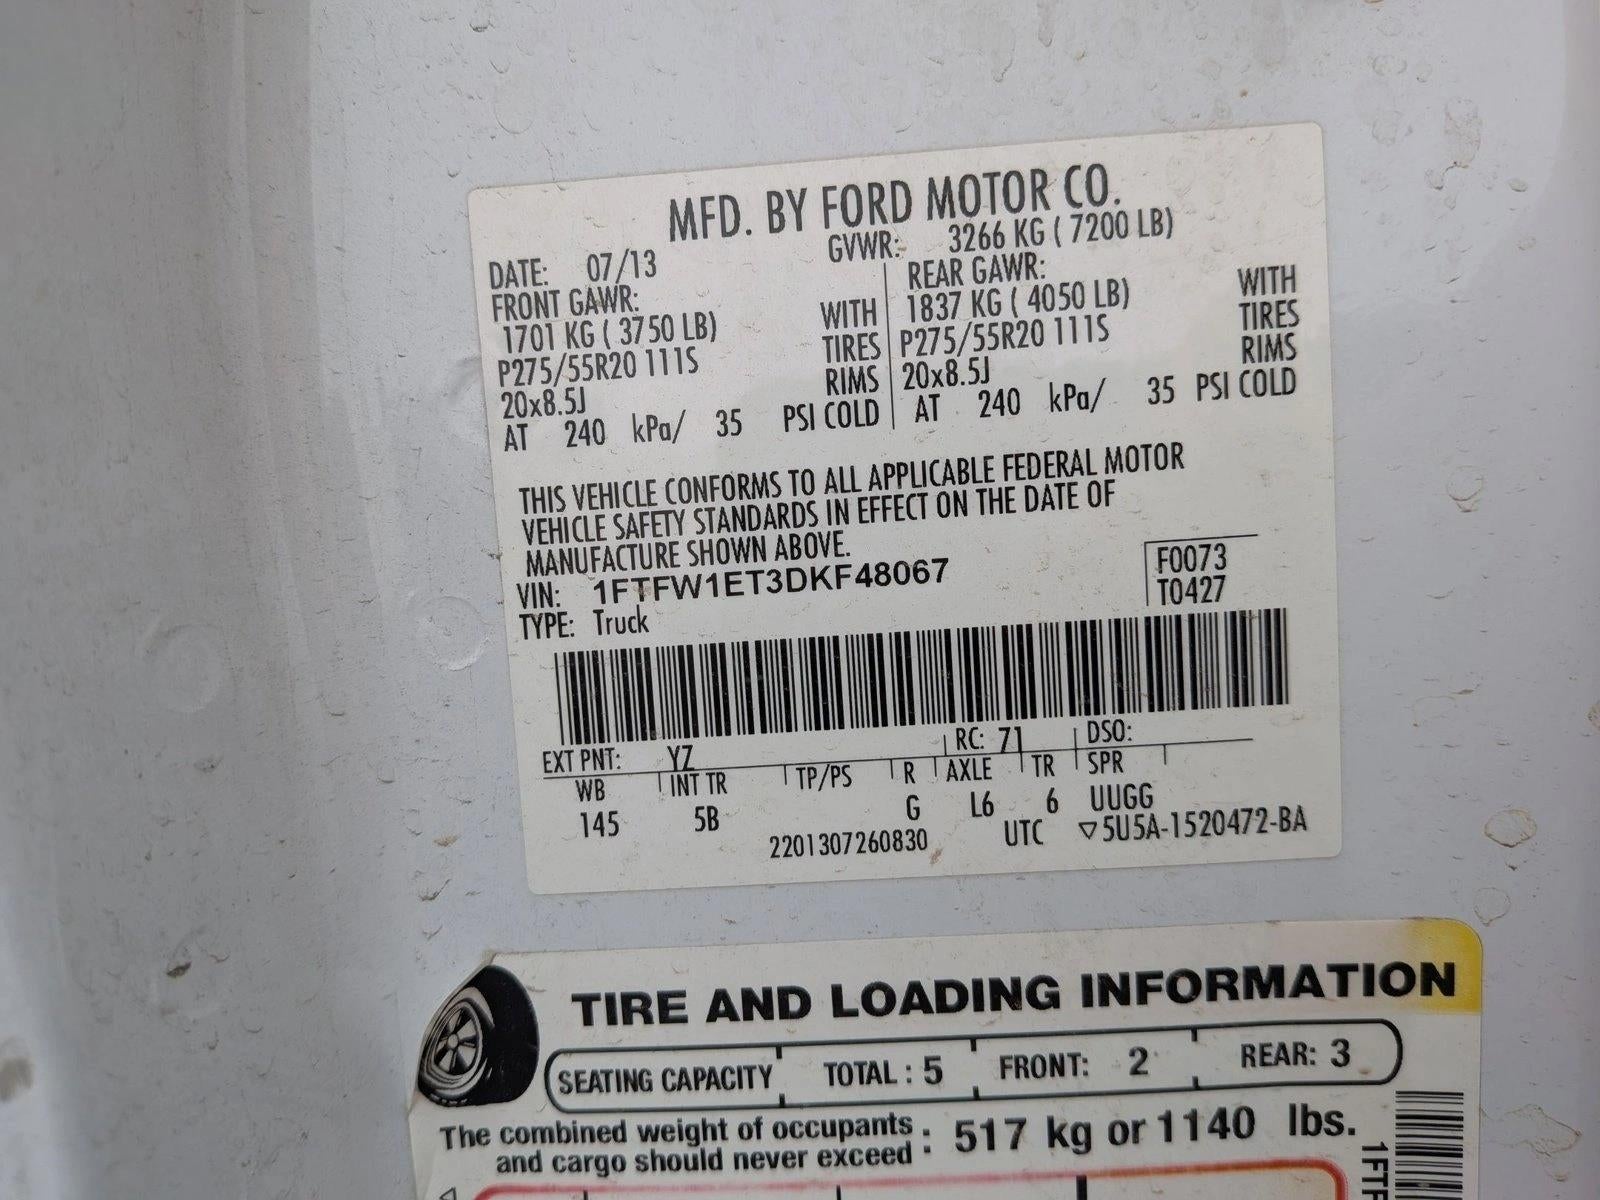 MFD. BY FORD MOTOR CO.
DATE: 07/13 GVWR: 3266 KG ( 7200 LB)
FRONT GAWR: REAR GAWR:
1701 KG ( 3750 LB) WITH 1837 KG ( 4050 LB) WITH
P275/55R20 111S TIRES P275/55R20 111S TIRES
20x8.5J RIMS 20x8.5J RIMS
AT 240 kPa/ 35 PSI COLD AT 240 kPa/ 35 PSI COLD
THIS VEHICLE CONFORMS TO ALL APPLICABLE FEDERAL MOTOR
VEHICLE SAFETY STANDARDS IN EFFECT ON THE DATE OF
MANUFACTURE SHOWN ABOVE.
VIN: 1FTFW1ET3DKF48067 F0073
TYPE: Truck T0427
EXT PNT: YZ RC: 71 DSO:
WB INT TR TP/PS R AXLE TR SPR
145 5B G L6 6 UUGG
2201307260830 UTC ▽5U5A-1520472-BA
TIRE AND LOADING INFORMATION
SEATING CAPACITY TOTAL : 5 FRONT: 2 REAR: 3
The combined weight of occupants
and cargo should never exceed : 517 kg or 1140 lbs.
1FTF